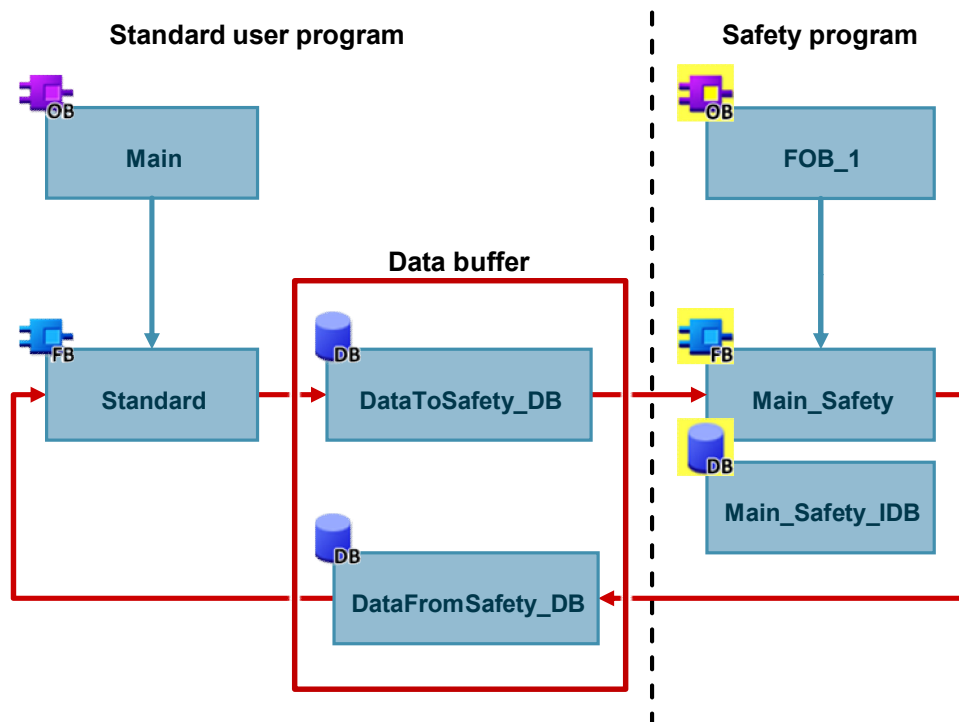 Standard user program
Safety program
OB
Main
OB
FOB_1
Data buffer
FB
Standard
DB
DataToSafety_DB
FB
Main_Safety
DB
Main_Safety_IDB
DB
DataFromSafety_DB